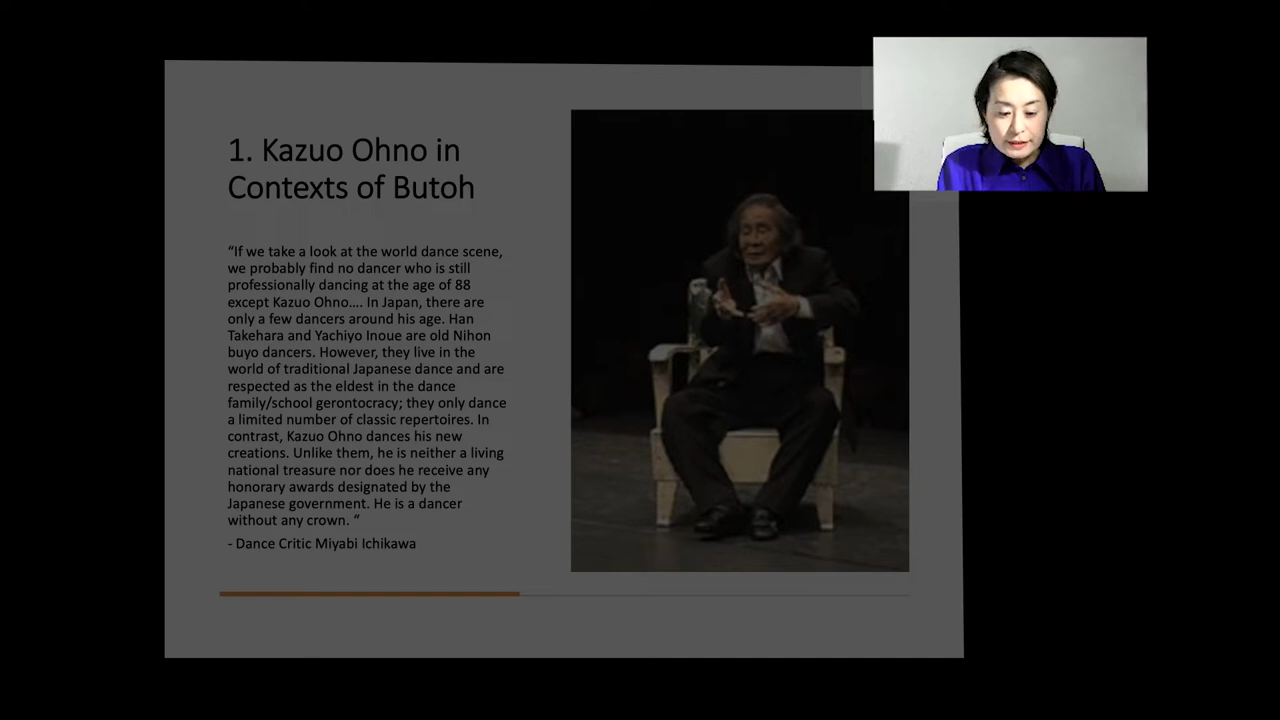 1. Kazuo Ohno in
Contexts of Butoh
“If we take a look at the world dance scene,
we probably find no dancer who is still
professionally dancing at the age of 88
except Kazuo Ohno…. In Japan, there are
only a few dancers around his age. Han
Takehara and Yachiyo Inoue are old Nihon
buyo dancers. However, they live in the
world of traditional Japanese dance and are
respected as the eldest in the dance
family/school gerontocracy; they only dance
a limited number of classic repertoires. In
contrast, Kazuo Ohno dances his new
creations. Unlike them, he is neither a living
national treasure nor does he receive any
honorary awards designated by the
Japanese government. He is a dancer
without any crown. “
- Dance Critic Miyabi Ichikawa